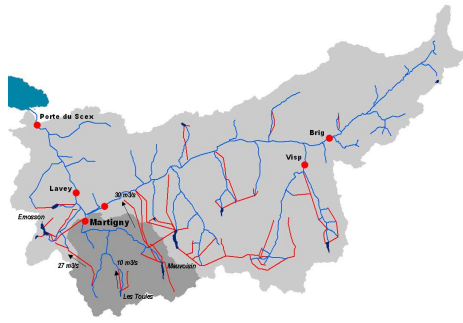 Porte du Scex
Brig
Visp
Lavey
30 m3/s
Emosson
Martigny
27 m3/s
10 m3/s
Mauvoisin
Les Toules